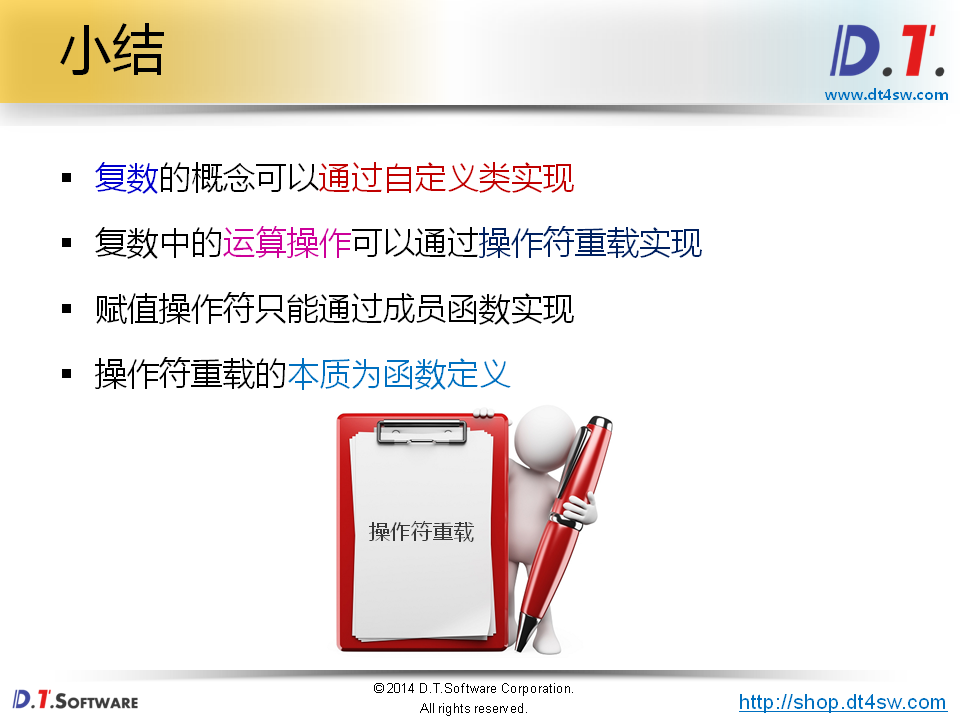 小结
D.T.
www.dt4sw.com
▪ 复数的概念可以通过自定义类实现
▪ 复数中的运算操作可以通过操作符重载实现
▪ 赋值操作符只能通过成员函数实现
▪ 操作符重载的本质为函数定义
操作符重载
D.T.SOFTWARE
©2014 D.T.Software Corporation.
All rights reserved.
http://shop.dt4sw.com